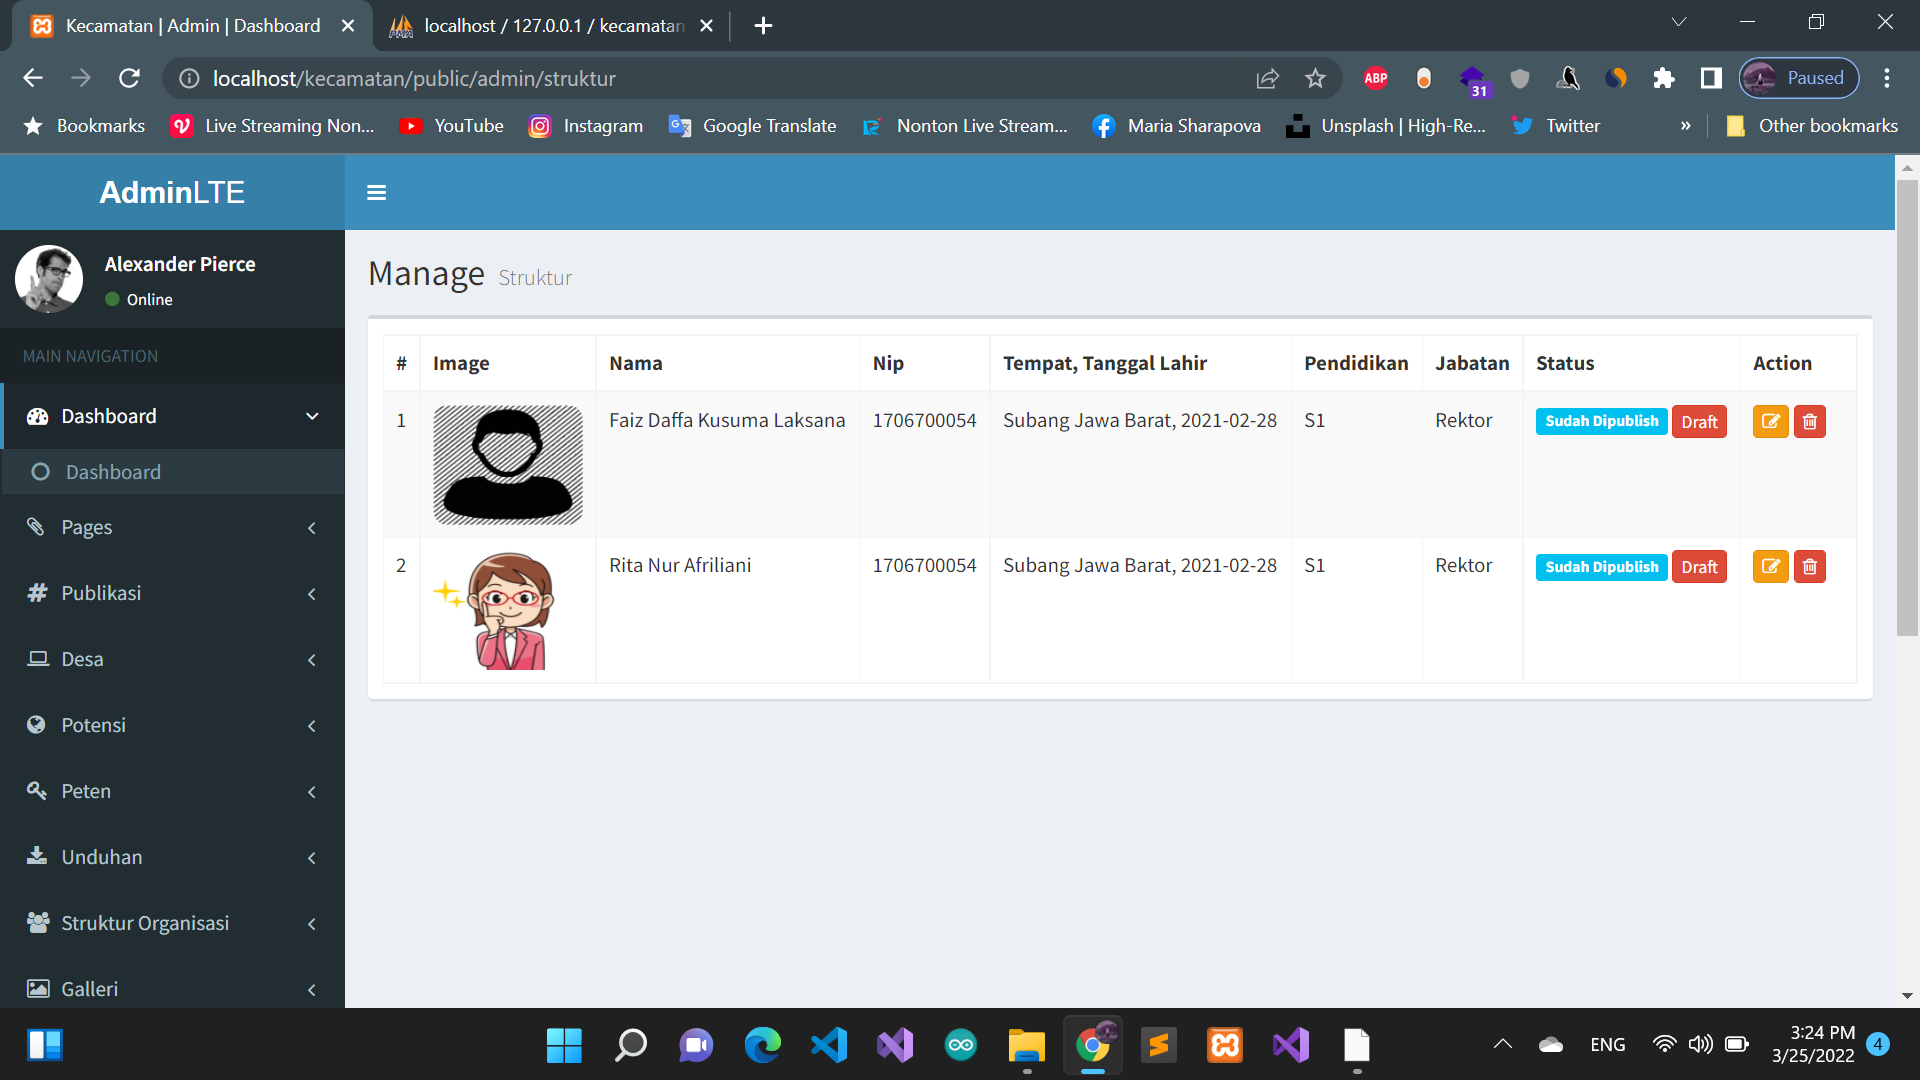 Kecamatan | Admin | Dashboard
localhost / 127.0.0.1 / kecamatan
localhost/kecamatan/public/admin/struktur
ABP
31
Paused
Bookmarks
Live Streaming Non...
YouTube
Instagram
Google Translate
Nonton Live Stream...
Maria Sharapova
Unsplash | High-Re...
Twitter
»
Other bookmarks
AdminLTE
Alexander Pierce
Online
MAIN NAVIGATION
Dashboard
Dashboard
Pages
Publikasi
Desa
Potensi
Peten
Unduhan
Struktur Organisasi
Galleri
Manage Struktur
# Image Nama Nip Tempat, Tanggal Lahir Pendidikan Jabatan Status Action
1 Faiz Daffa Kusuma Laksana 1706700054 Subang Jawa Barat, 2021-02-28 S1 Rektor Sudah Dipublish Draft
2 Rita Nur Afriliani 1706700054 Subang Jawa Barat, 2021-02-28 S1 Rektor Sudah Dipublish Draft
ENG
3:24 PM
3/25/2022
4